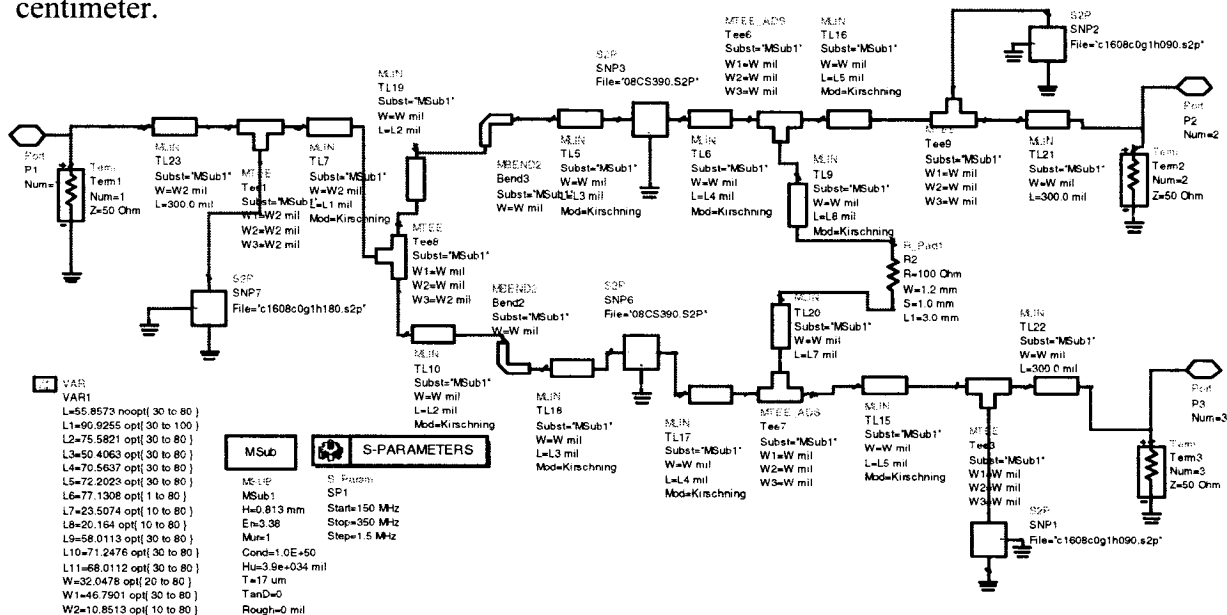 centimeter.
Port
P1
Num=
Term
Term1
Num=1
Z=50 Ohm
MLIN
TL23
Subst="MSub1"
W=W2 mil
L=300.0 mil
MTEE
Tee1
Subst="MSub1"
W1=W2 mil
W2=W2 mil
W3=W2 mil
MLIN
TL7
Subst="MSub1"
W=W2 mil
L=L1 mil
Mod=Kirschning
S2P
SNP7
File="c1608c0g1h180.s2p"
MLIN
TL19
Subst="MSub1"
W=W mil
L=L2 mil
MTEE
Tee8
Subst="MSub1"
W1=W mil
W2=W mil
W3=W2 mil
MBEND2
Bend3
Subst="MSub1"
W=W mil
MLIN
TL5
Subst="MSub1"
W=W mil
L=L3 mil
Mod=Kirschning
S2P
SNP3
File="08CS390.S2P"
MLIN
TL6
Subst="MSub1"
W=W mil
L=L4 mil
Mod=Kirschning
MTEE_ADS
Tee6
Subst="MSub1"
W1=W mil
W2=W mil
W3=W mil
MLIN
TL16
Subst="MSub1"
W=W mil
L=L5 mil
Mod=Kirschning
MLIN
TL9
Subst="MSub1"
W=W mil
L=L8 mil
Mod=Kirschning
S2P
SNP2
File="c1608c0g1h090.s2p"
MTEE
Tee9
Subst="MSub1"
W1=W mil
W2=W mil
W3=W mil
MLIN
TL21
Subst="MSub1"
W=W mil
L=300.0 mil
Port
P2
Num=2
Term
Term2
Num=2
Z=50 Ohm
R_Pad1
R2
R=100 Ohm
W=1.2 mm
S=1.0 mm
L1=3.0 mm
MLIN
TL20
Subst="MSub1"
W=W mil
L=L7 mil
MLIN
TL10
Subst="MSub1"
W=W mil
L=L2 mil
Mod=Kirschning
MBEND2
Bend2
Subst="MSub1"
W=W mil
MLIN
TL18
Subst="MSub1"
W=W mil
L=L3 mil
Mod=Kirschning
S2P
SNP6
File="08CS390.S2P"
MLIN
TL17
Subst="MSub1"
W=W mil
L=L4 mil
Mod=Kirschning
MTEE_ADS
Tee7
Subst="MSub1"
W1=W mil
W2=W mil
W3=W mil
MLIN
TL15
Subst="MSub1"
W=W mil
L=L5 mil
Mod=Kirschning
MTEE
Tee3
Subst="MSub1"
W1=W mil
W2=W mil
W3=W mil
MLIN
TL22
W=W mil
L=300.0 mil
Port
P3
Num=3
Term
Term3
Num=3
Z=50 Ohm
S2P
SNP1
File="c1608c0g1h090.s2p"
VAR
VAR1
L=55.8573 noopt{ 30 to 80 }
L1=90.9255 opt{ 30 to 100 }
L2=75.5821 opt{ 30 to 80 }
L3=50.4063 opt{ 30 to 80 }
L4=70.5637 opt{ 30 to 80 }
L5=72.2023 opt{ 30 to 80 }
L6=77.1308 opt{ 1 to 80 }
L7=23.5074 opt{ 10 to 80 }
L8=20.164 opt{ 10 to 80 }
L9=58.0113 opt{ 30 to 80 }
L10=71.2476 opt{ 30 to 80 }
L11=68.0112 opt{ 30 to 80 }
W=32.0478 opt{ 20 to 80 }
W1=46.7901 opt{ 30 to 80 }
W2=10.8513 opt{ 10 to 80 }
MSub
MSUB
MSub1
H=0.813 mm
Er=3.38
Mur=1
Cond=1.0E+50
Hu=3.9e+034 mil
T=17 um
TanD=0
Rough=0 mil
S-PARAMETERS
S_Param
SP1
Start=150 MHz
Stop=350 MHz
Step=1.5 MHz